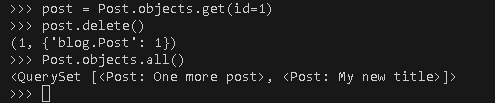 >>> post = Post.objects.get(id=1)
>>> post.delete()
(1, {'blog.Post': 1})
>>> Post.objects.all()
<QuerySet [<Post: One more post>, <Post: My new title>]>
>>>